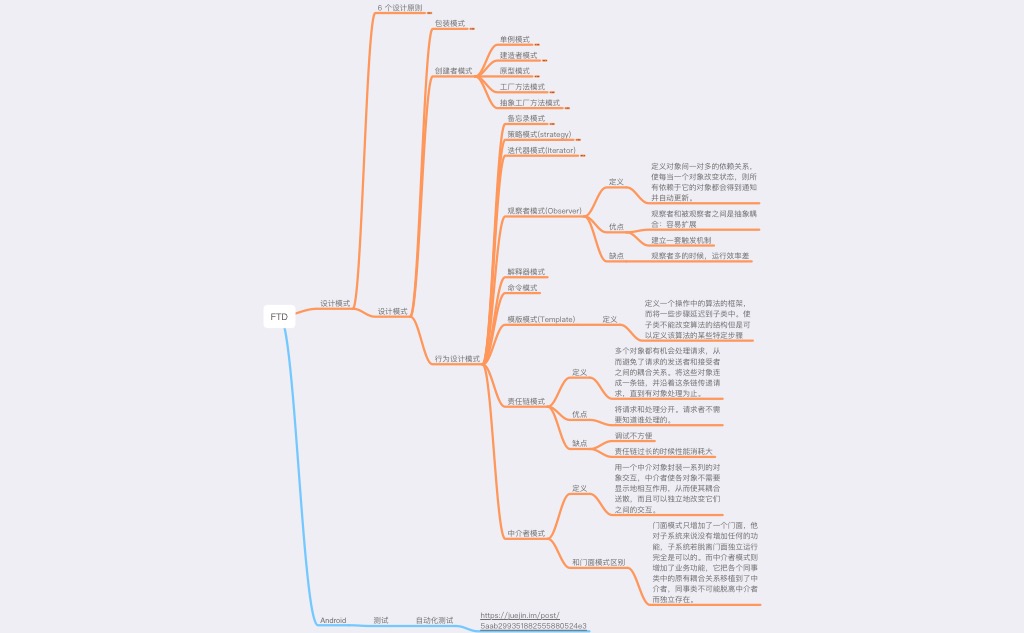 6 个设计原则
包装模式
单例模式
建造者模式
创建者模式
原型模式
工厂方法模式
抽象工厂方法模式
备忘录模式
策略模式(strategy)
迭代器模式(Iterator)
定义对象间一对多的依赖关系,
使每当一个对象改变状态，则所
有依赖于它的对象都会得到通知
并自动更新。
定义
观察者模式(Observer)
观察者和被观察者之间是抽象耦
合：容易扩展
优点
建立一套触发机制
缺点
观察者多的时候，运行效率差
解释器模式
命令模式
设计模式
设计模式
FTD
模版模式(Template)
定义
定义一个操作中的算法的框架，
而将一些步骤延迟到子类中。使
子类不能改变算法的结构但是可
以定义该算法的某些特定步骤
行为设计模式
多个对象都有机会处理请求，从
而避免了请求的发送者和接受者
之间的耦合关系。将这些对象连
成一条链，并沿着这条链传递请
求，直到有对象处理为止。
定义
责任链模式
优点
将请求和处理分开。请求者不需
要知道谁处理的。
缺点
调试不方便
责任链过长的时候性能消耗大
用一个中介对象封装一系列的对
象交互，中介者使各对象不需要
显示地相互作用，从而使其耦合
送散，而且可以独立地改变它们
之间的交互。
定义
中介者模式
和门面模式区别
门面模式只增加了一个门面，他
对子系统来说没有增加任何的功
能，子系统若脱离门面独立运行
完全是可以的。而中介者模式则
增加了业务功能，它把各个同事
类中的原有耦合关系移植到了中
介者，同事类不可能脱离中介者
而独立存在。
Android
测试
自动化测试
https://juejin.im/post/
5aab299351882555880524e3